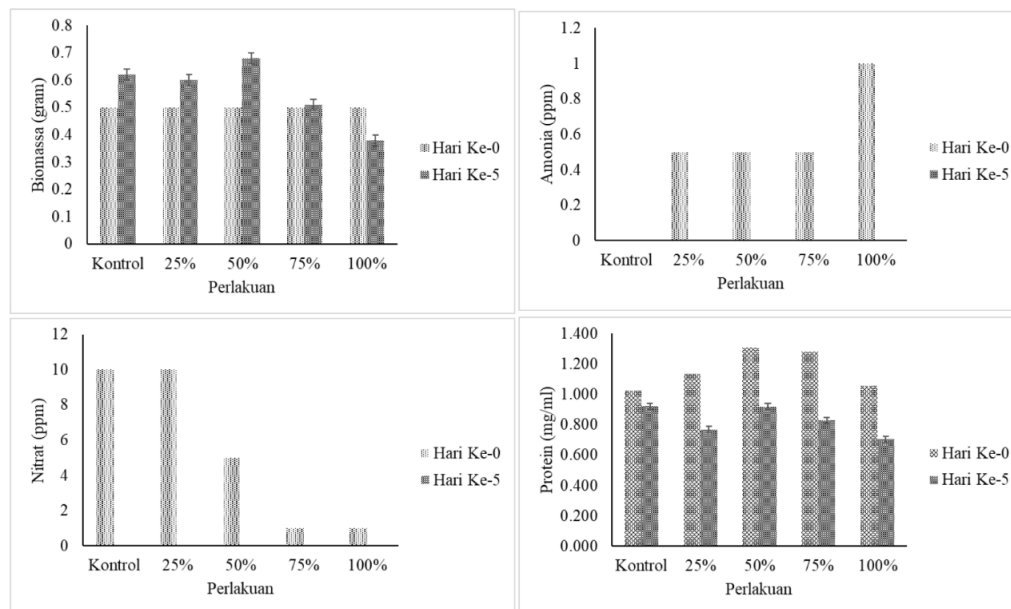 0.8
0.7
0.6
0.5
0.4
0.3
0.2
0.1
0
Biomassa (gram)
Kontrol 25% 50% 75% 100%
Perlakuan
Hari Ke-0
Hari Ke-5
1.2
1
0.8
0.6
0.4
0.2
0
Amonia (ppm)
25% 50% 75% 100%
Perlakuan
Kontrol
Hari Ke-0
Hari Ke-5
12
10
8
6
4
2
0
Nitrat (ppm)
Kontrol 25% 50% 75% 100%
Perlakuan
Hari Ke-0
Hari Ke-5
1.400
1.200
1.000
0.800
0.600
0.400
0.200
0.000
Protein (mg/ml)
Kontrol 25% 50% 75% 100%
Perlakuan
Hari Ke-0
Hari Ke-5